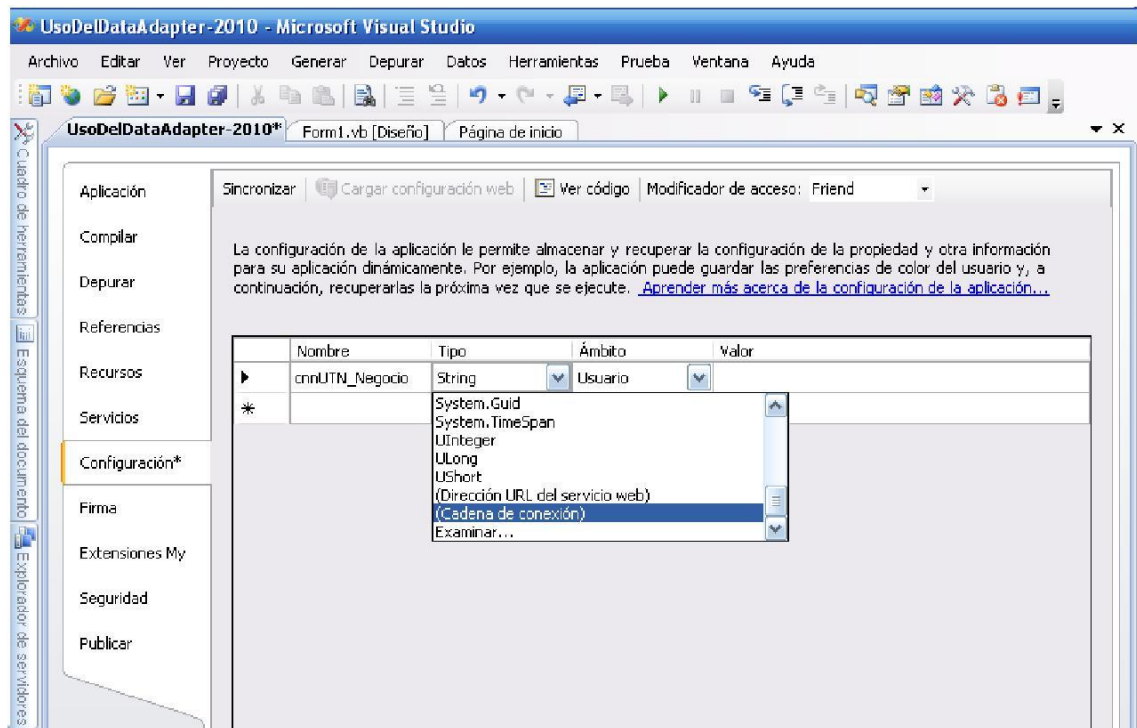 UsoDelDataAdapter-2010 - Microsoft Visual Studio
Archivo Editar Ver Proyecto Generar Depurar Datos Herramientas Prueba Ventana Ayuda
UsoDelDataAdapter-2010* Form1.vb [Diseño] Página de inicio
Cuadro de herramientas
Esquema del documento
Explorador de servidores
Aplicación
Compilar
Depurar
Referencias
Recursos
Servicios
Configuración*
Firma
Extensiones My
Seguridad
Publicar
Sincronizar Cargar configuración web Ver código Modificador de acceso: Friend
La configuración de la aplicación le permite almacenar y recuperar la configuración de la propiedad y otra información
para su aplicación dinámicamente. Por ejemplo, la aplicación puede guardar las preferencias de color del usuario y, a
continuación, recuperarlas la próxima vez que se ejecute. Aprender más acerca de la configuración de la aplicación...
Nombre Tipo Ámbito Valor
cnnUTN_Negocio String Usuario
System.Guid
System.TimeSpan
UInteger
ULong
UShort
(Dirección URL del servicio web)
(Cadena de conexión)
Examinar...